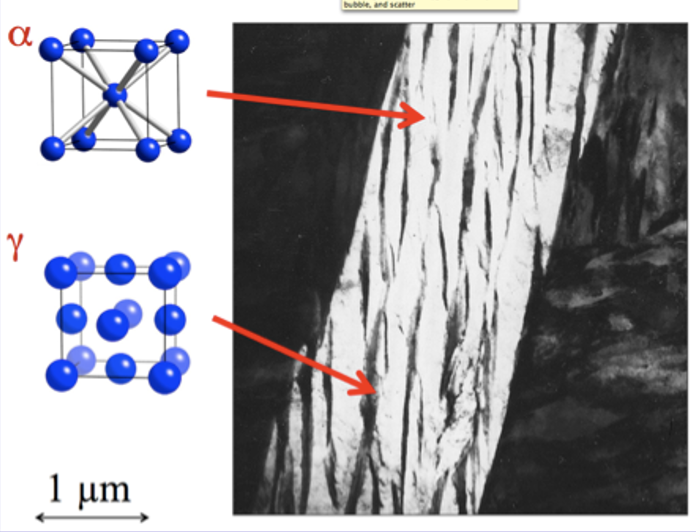 bubble, and scatter
α
γ
1 μm